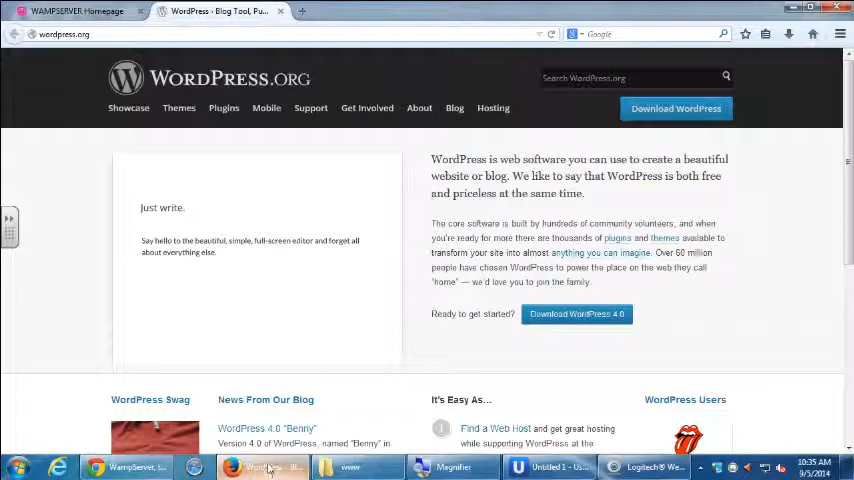 WAMPSERVER Homepage
WordPress › Blog Tool, Pu...
wordpress.org
Google
WORDPRESS.ORG
Search WordPress.org
Showcase Themes Plugins Mobile Support Get Involved About Blog Hosting
Download WordPress
Just write.
Say hello to the beautiful, simple, full-screen editor and forget all
about everything else.
WordPress is web software you can use to create a beautiful
website or blog. We like to say that WordPress is both free
and priceless at the same time.
The core software is built by hundreds of community volunteers, and when
you're ready for more there are thousands of plugins and themes available to
transform your site into almost anything you can imagine. Over 60 million
people have chosen WordPress to power the place on the web they call
"home" — we'd love you to join the family.
Ready to get started? Download WordPress 4.0
WordPress Swag
News From Our Blog
WordPress 4.0 "Benny"
Version 4.0 of WordPress, named "Benny" in
It's Easy As...
1 Find a Web Host and get great hosting
while supporting WordPress at the
WordPress Users
WampServer, t...
WordPress › Bl...
www
Magnifier
Untitled 1 - Us...
Logitech® We...
10:35 AM
9/5/2014